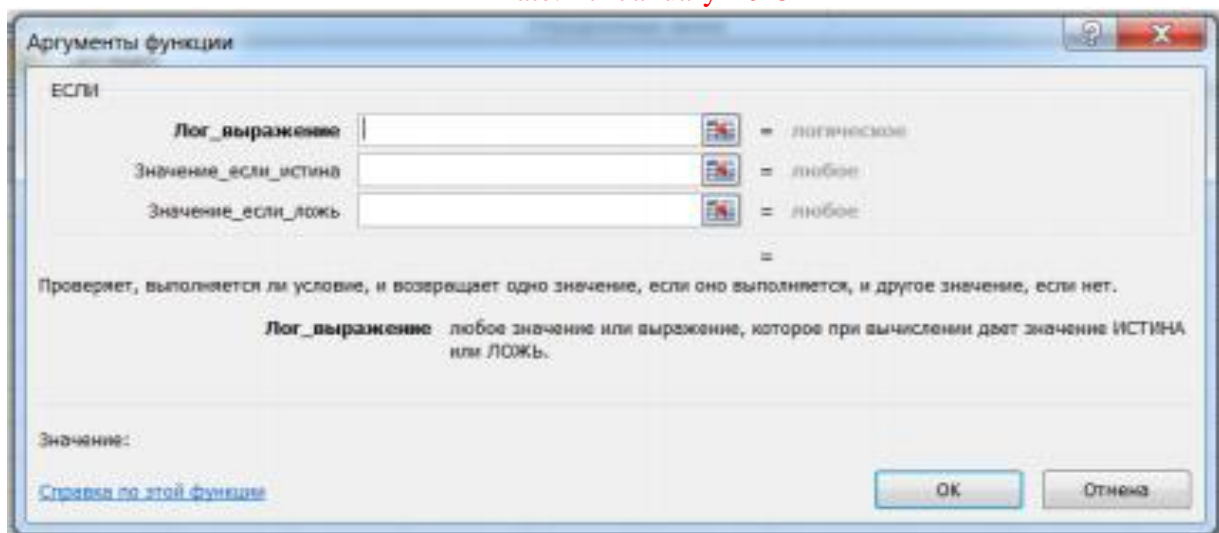 Аргументы функции
ЕСЛИ
Лог_выражение = логическое
Значение_если_истина = любое
Значение_если_ложь = любое
=
Проверяет, выполняется ли условие, и возвращает одно значение, если оно выполняется, и другое значение, если нет.
Лог_выражение любое значение или выражение, которое при вычислении дает значение ИСТИНА
или ЛОЖЬ.
Значение:
Справка по этой функции
ОК Отмена